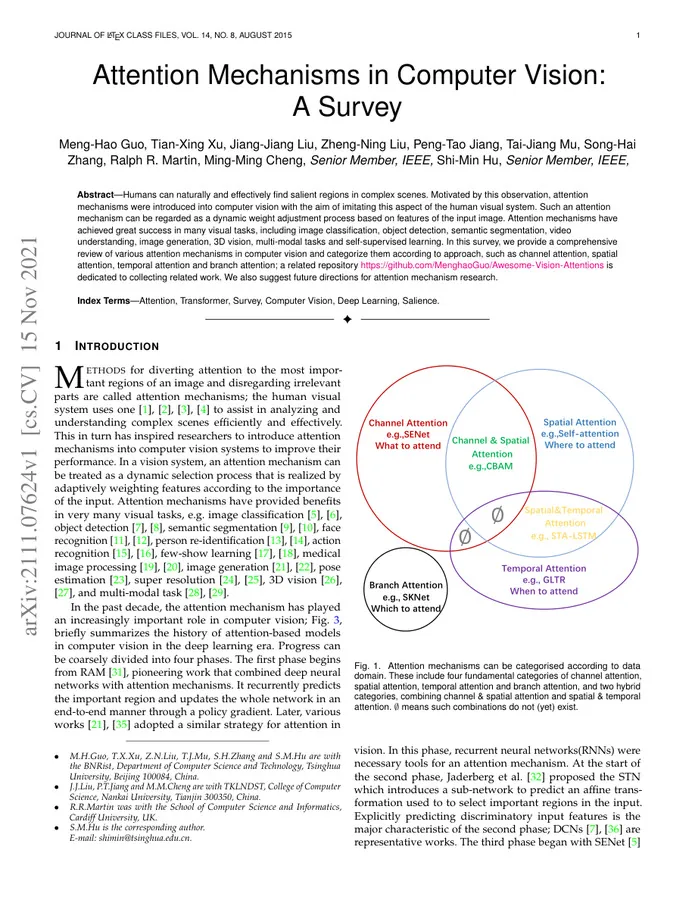 JOURNAL OF LATEX CLASS FILES, VOL. 14, NO. 8, AUGUST 2015 1
Attention Mechanisms in Computer Vision:
A Survey
Meng-Hao Guo, Tian-Xing Xu, Jiang-Jiang Liu, Zheng-Ning Liu, Peng-Tao Jiang, Tai-Jiang Mu, Song-Hai
Zhang, Ralph R. Martin, Ming-Ming Cheng, Senior Member, IEEE, Shi-Min Hu, Senior Member, IEEE,
Abstract—Humans can naturally and effectively find salient regions in complex scenes. Motivated by this observation, attention
mechanisms were introduced into computer vision with the aim of imitating this aspect of the human visual system. Such an attention
mechanism can be regarded as a dynamic weight adjustment process based on features of the input image. Attention mechanisms have
achieved great success in many visual tasks, including image classification, object detection, semantic segmentation, video
understanding, image generation, 3D vision, multi-modal tasks and self-supervised learning. In this survey, we provide a comprehensive
review of various attention mechanisms in computer vision and categorize them according to approach, such as channel attention, spatial
attention, temporal attention and branch attention; a related repository https://github.com/MenghaoGuo/Awesome-Vision-Attentions is
dedicated to collecting related work. We also suggest future directions for attention mechanism research.
Index Terms—Attention, Transformer, Survey, Computer Vision, Deep Learning, Salience.
arXiv:2111.07624v1 [cs.CV] 15 Nov 2021
1 INTRODUCTION
METHODS for diverting attention to the most impor-
tant regions of an image and disregarding irrelevant
parts are called attention mechanisms; the human visual
system uses one [1], [2], [3], [4] to assist in analyzing and
understanding complex scenes efficiently and effectively.
This in turn has inspired researchers to introduce attention
mechanisms into computer vision systems to improve their
performance. In a vision system, an attention mechanism can
be treated as a dynamic selection process that is realized by
adaptively weighting features according to the importance
of the input. Attention mechanisms have provided benefits
in very many visual tasks, e.g. image classification [5], [6],
object detection [7], [8], semantic segmentation [9], [10], face
recognition [11], [12], person re-identification [13], [14], action
recognition [15], [16], few-show learning [17], [18], medical
image processing [19], [20], image generation [21], [22], pose
estimation [23], super resolution [24], [25], 3D vision [26],
[27], and multi-modal task [28], [29].
In the past decade, the attention mechanism has played
an increasingly important role in computer vision; Fig. 3,
briefly summarizes the history of attention-based models
in computer vision in the deep learning era. Progress can
be coarsely divided into four phases. The first phase begins
from RAM [31], pioneering work that combined deep neural
networks with attention mechanisms. It recurrently predicts
the important region and updates the whole network in an
end-to-end manner through a policy gradient. Later, various
works [21], [35] adopted a similar strategy for attention in
• M.H.Guo, T.X.Xu, Z.N.Liu, T.J.Mu, S.H.Zhang and S.M.Hu are with
the BNRist, Department of Computer Science and Technology, Tsinghua
University, Beijing 100084, China.
• J.J.Liu, P.T.Jiang and M.M.Cheng are with TKLNDST, College of Computer
Science, Nankai University, Tianjin 300350, China.
• R.R.Martin was with the School of Computer Science and Informatics,
Cardiff University, UK.
• S.M.Hu is the corresponding author.
E-mail: shimin@tsinghua.edu.cn.
Channel Attention
e.g.,SENet
What to attend
Channel & Spatial
Attention
e.g.,CBAM
Spatial Attention
e.g.,Self-attention
Where to attend
∅
∅
Spatial&Temporal
Attention
e.g., STA-LSTM
Temporal Attention
e.g., GLTR
When to attend
Branch Attention
e.g., SKNet
Which to attend
Fig. 1. Attention mechanisms can be categorised according to data
domain. These include four fundamental categories of channel attention,
spatial attention, temporal attention and branch attention, and two hybrid
categories, combining channel & spatial attention and spatial & temporal
attention. ∅ means such combinations do not (yet) exist.
vision. In this phase, recurrent neural networks(RNNs) were
necessary tools for an attention mechanism. At the start of
the second phase, Jaderberg et al. [32] proposed the STN
which introduces a sub-network to predict an affine trans-
formation used to to select important regions in the input.
Explicitly predicting discriminatory input features is the
major characteristic of the second phase; DCNs [7], [36] are
representative works. The third phase began with SENet [5]